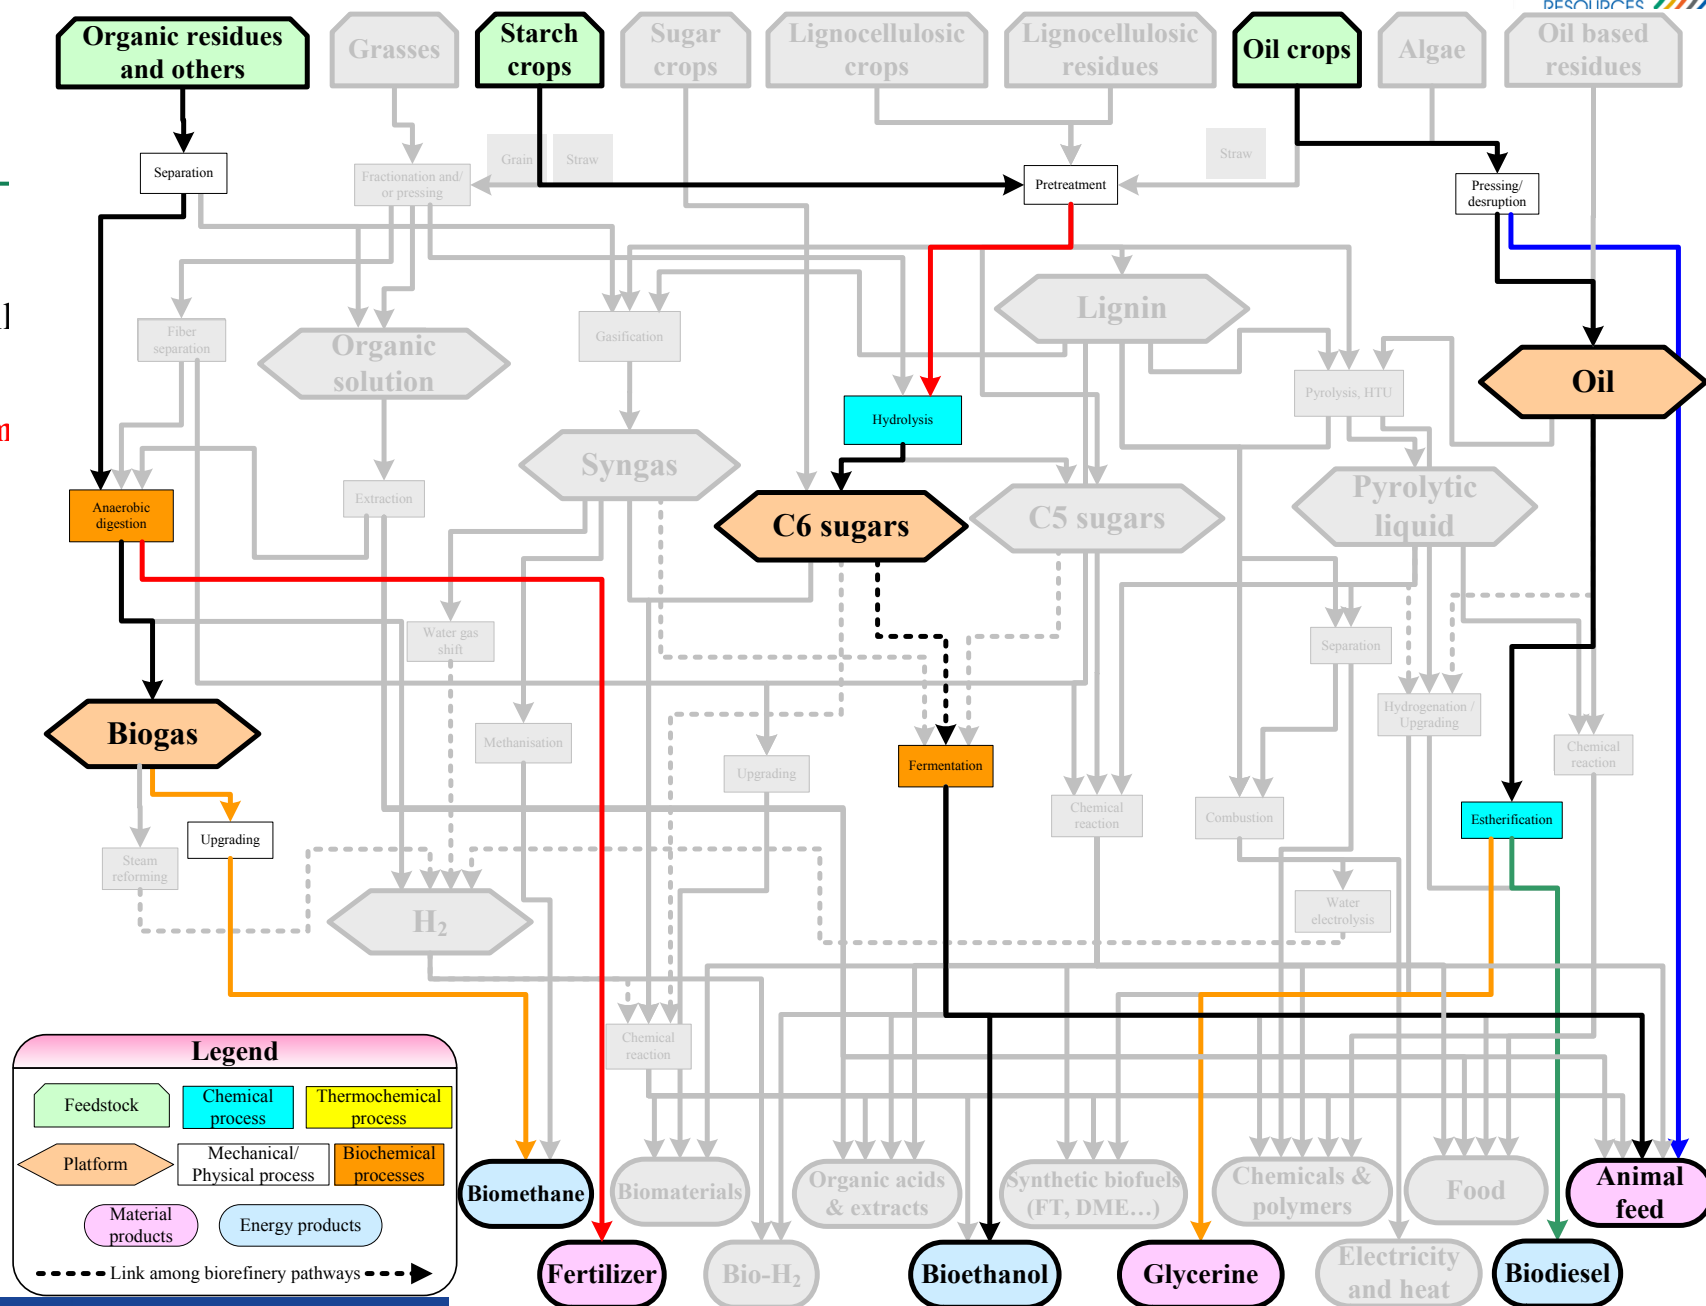 RESOURCES
Organic residues
and others
Grasses
Starch
crops
Sugar
crops
Lignocellulosic
crops
Lignocellulosic
residues
Oil crops
Algae
Oil based
residues
Separation
Fractionation and/
or pressing
Grain
Straw
Pretreatment
Straw
Pressing/
desruption
Fiber
separation
Organic
solution
Gasification
Lignin
Pyrolysis, HTU
Oil
Hydrolysis
Syngas
Extraction
Anaerobic
digestion
C6 sugars
C5 sugars
Pyrolytic
liquid
Water gas
shift
Separation
Biogas
Methanisation
Upgrading
Fermentation
Hydrogenation /
Upgrading
Chemical
reaction
Chemical
reaction
Combustion
Estherification
Upgrading
Steam
reforming
H2
Water
electrolysis
Chemical
reaction
Legend
Feedstock
Chemical
process
Thermochemical
process
Platform
Mechanical/
Physical process
Biochemical
processes
Material
products
Energy products
Link among biorefinery pathways
Biomethane
Biomaterials
Organic acids
& extracts
Synthetic biofuels
(FT, DME…)
Chemicals &
polymers
Food
Animal
feed
Fertilizer
Bio-H2
Bioethanol
Glycerine
Electricity
and heat
Biodiesel